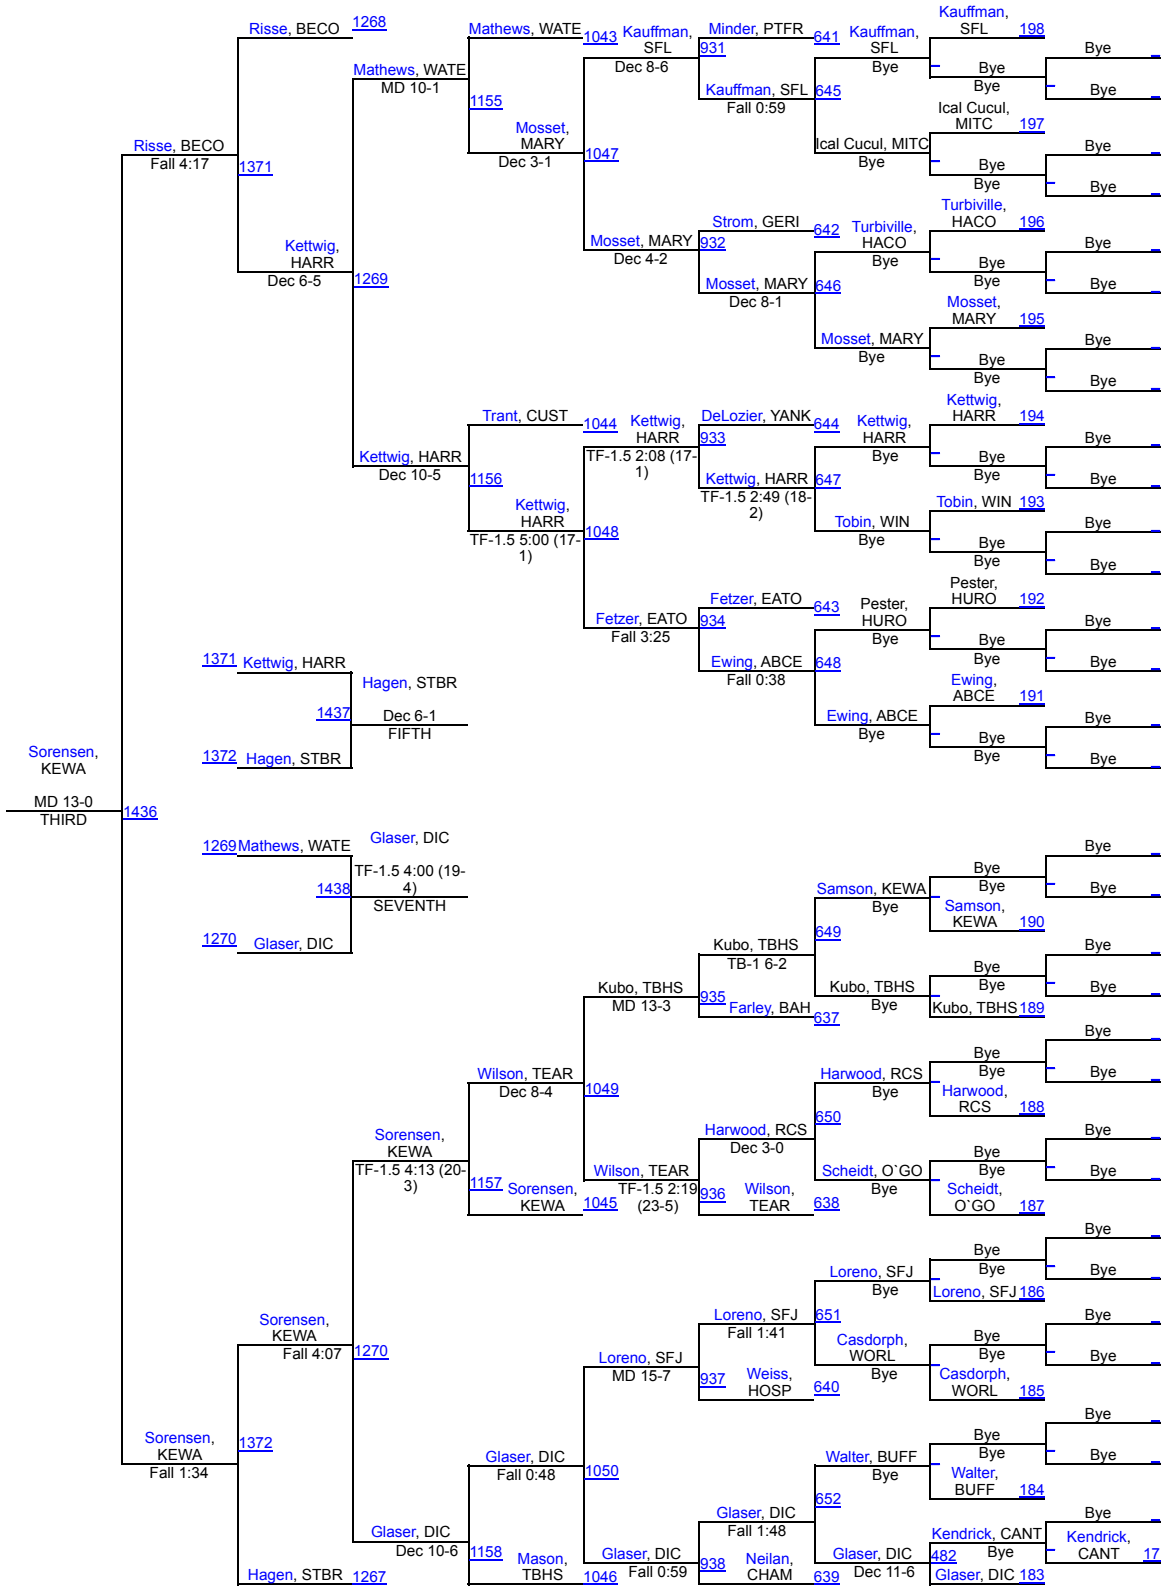 Kauffman,
Risse, BECO 1268 Mathews, WATE 1043 Kauffman, Minder, PTFR 641 Kauffman, SFL 198
SFL 931 SFL Bye
Dec 8-6 Bye Bye
Mathews, WATE Bye
MD 10-1 Kauffman, SFL 645 Bye
1155 Fall 0:59 Ical Cucul,
MITC 197
Mosset,
MARY 1047 Ical Cucul, MITC Bye
Risse, BECO Dec 3-1 Bye Bye
Fall 4:17 1371 Bye Bye
Turbiville,
Strom, GERI 642 Turbiville, HACO 196
Mosset, MARY 932 HACO Bye
Kettwig, Dec 4-2 Bye Bye
HARR Bye
Dec 6-5 1269 Mosset, MARY 646 Bye
Dec 8-1 Mosset,
MARY 195
Mosset, MARY Bye
Bye Bye
Bye Bye
Kettwig,
Trant, CUST 1044 Kettwig, DeLozier, YANK 644 Kettwig, HARR 194
HARR 933 HARR Bye
Kettwig, HARR TF-1.5 2:08 (17-
1) Bye Bye
Dec 10-5 1156 Kettwig, HARR 647 Bye Bye
TF-1.5 2:49 (18-
2) Tobin, WIN 193
Kettwig,
HARR 1048 Tobin, WIN Bye
TF-1.5 5:00 (17-
1) Bye Bye
Bye Bye
Pester,
Fetzer, EATO 643 Pester, HURO 192
Fetzer, EATO 934 HURO Bye
Fall 3:25 Bye Bye
Bye
1371 Kettwig, HARR Ewing, ABCE 648 Bye
Hagen, STBR Fall 0:38 Ewing,
ABCE 191
1437 Dec 6-1 Ewing, ABCE Bye
FIFTH Bye Bye
Sorensen,
KEWA 1372 Hagen, STBR Bye Bye
MD 13-0
THIRD 1436
Glaser, DIC
1269 Mathews, WATE Bye
TF-1.5 4:00 (19-
4) Bye
1438 Samson, KEWA Bye Bye
SEVENTH Bye Samson,
KEWA 190
1270 Glaser, DIC 649
Kubo, TBHS Bye
TB-1 6-2 Bye
Kubo, TBHS Kubo, TBHS Bye Bye
MD 13-3 935 Bye
Farley, BAH 637 Kubo, TBHS 189
Bye
Bye
Wilson, TEAR Harwood, RCS Bye Bye
Dec 8-4 1049 Bye Harwood,
RCS 188
650
Sorensen, Harwood, RCS Bye
KEWA Dec 3-0 Bye
TF-1.5 4:13 (20-
3) Wilson, TEAR Scheidt, O`GO Bye Bye
1157 Sorensen, TF-1.5 2:19
(23-5) 936 Wilson, Bye Scheidt,
KEWA 1045 TEAR 638 O`GO 187
Bye
Bye
Loreno, SFJ Bye Bye
Bye Loreno, SFJ 186
Sorensen, Loreno, SFJ 651 Bye
KEWA Fall 1:41 Casdorph, Bye
Fall 4:07 1270 Loreno, SFJ WORL Bye Bye
MD 15-7 937 Weiss, Bye Casdorph,
HOSP 640 WORL 185
Bye
Sorensen, Bye
KEWA 1372 Glaser, DIC Walter, BUFF Bye Bye
Fall 1:34 Fall 0:48 1050 Bye Walter,
BUFF 184
652
Glaser, DIC Bye
Fall 1:48
Glaser, DIC Kendrick, CANT Kendrick,
Dec 10-6 1158 Mason, Glaser, DIC 938 Neilan, Glaser, DIC 482 Bye CANT 17
Hagen, STBR 1267 TBHS 1046 Fall 0:59 CHAM 639 Dec 11-6 Glaser, DIC 183